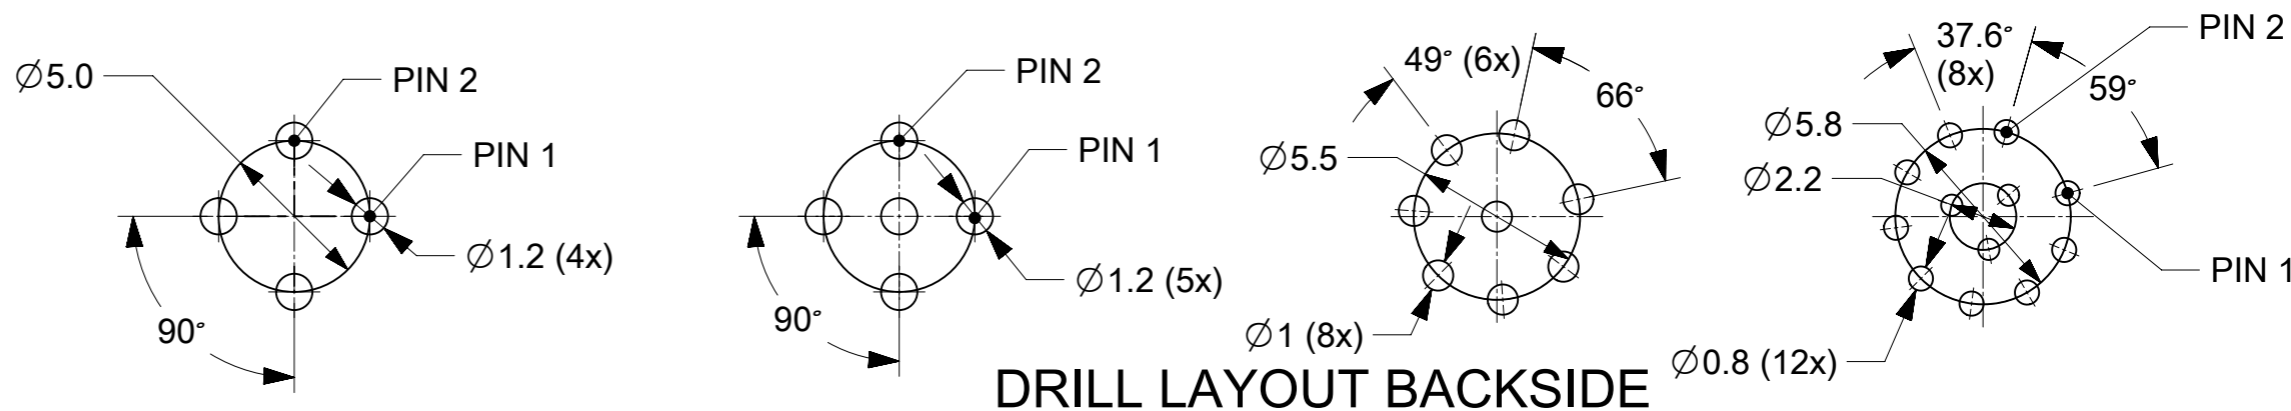 ∅5.0
PIN 2
PIN 1
∅1.2 (4x)
90°
PIN 2
PIN 1
∅1.2 (5x)
90°
49° (6x)
66°
∅5.5
∅1 (8x)
37.6°
(8x)
PIN 2
59°
∅5.8
∅2.2
PIN 1
∅0.8 (12x)
DRILL LAYOUT BACKSIDE